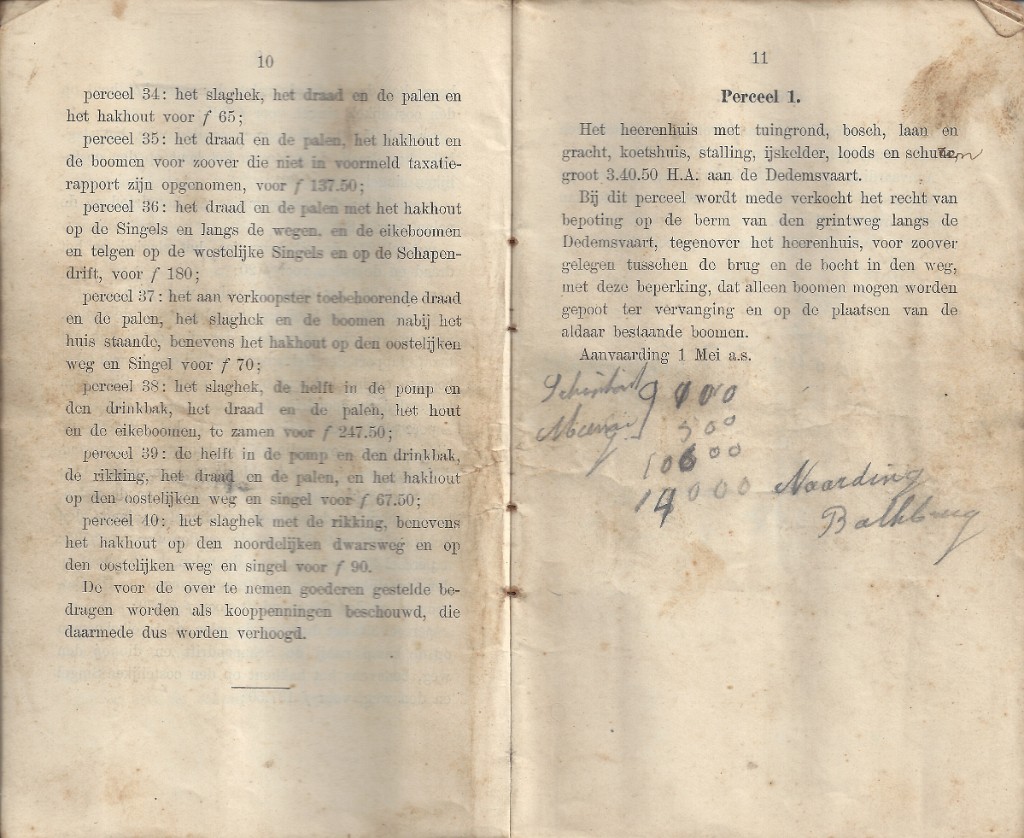 10
perceel 34: het slaghek, het draad en de palen en
het hakhout voor f 65;
perceel 35: het draad en de palen, het hakhout en
de boomen voor zoover die niet in voormeld taxatie-
rapport zijn opgenomen, voor f 137.50;
perceel 36: het draad en de palen met het hakhout
op de Singels en langs de wegen, en de eikeboomen
en telgen op de westelijke Singels en op de Schapen-
drift, voor f 180;
perceel 37: het aan verkoopster toebehoorende draad
en de palen, het slaghek en de boomen nabij het
huis staande, benevens het hakhout op den oostelijken
weg en Singel voor f 70;
perceel 38: het slaghek, de helft in de pomp en
den drinkbak, het draad en de palen, het hout
en de eikeboomen, te zamen voor f 247.50;
perceel 39: de helft in de pomp en den drinkbak,
de rikking, het draad en de palen, en het hakhout
op den oostelijken weg en singel voor f 67.50;
perceel 40: het slaghek met de rikking, benevens
het hakhout op den noordelijken dwarsweg en op
den oostelijken weg en singel voor f 90.
De voor de over te nemen goederen gestelde be-
dragen worden als kooppenningen beschouwd, die
daarmede dus worden verhoogd.
11
Perceel 1.
Het heerenhuis met tuingrond, bosch, laan en
gracht, koetshuis, stalling, ijskelder, loods en schuren
groot 3.40.50 H.A. aan de Dedemsvaart.
Bij dit perceel wordt mede verkocht het recht van
bepoting op de berm van den grintweg langs de
Dedemsvaart, tegenover het heerenhuis, voor zoover
gelegen tusschen de brug en de bocht in den weg,
met deze beperking, dat alleen boomen mogen worden
gepoot ter vervanging en op de plaatsen van de
aldaar bestaande boomen.
Aanvaarding 1 Mei a.s.
9000
500
10600
14000 Naarding
Balkbrug